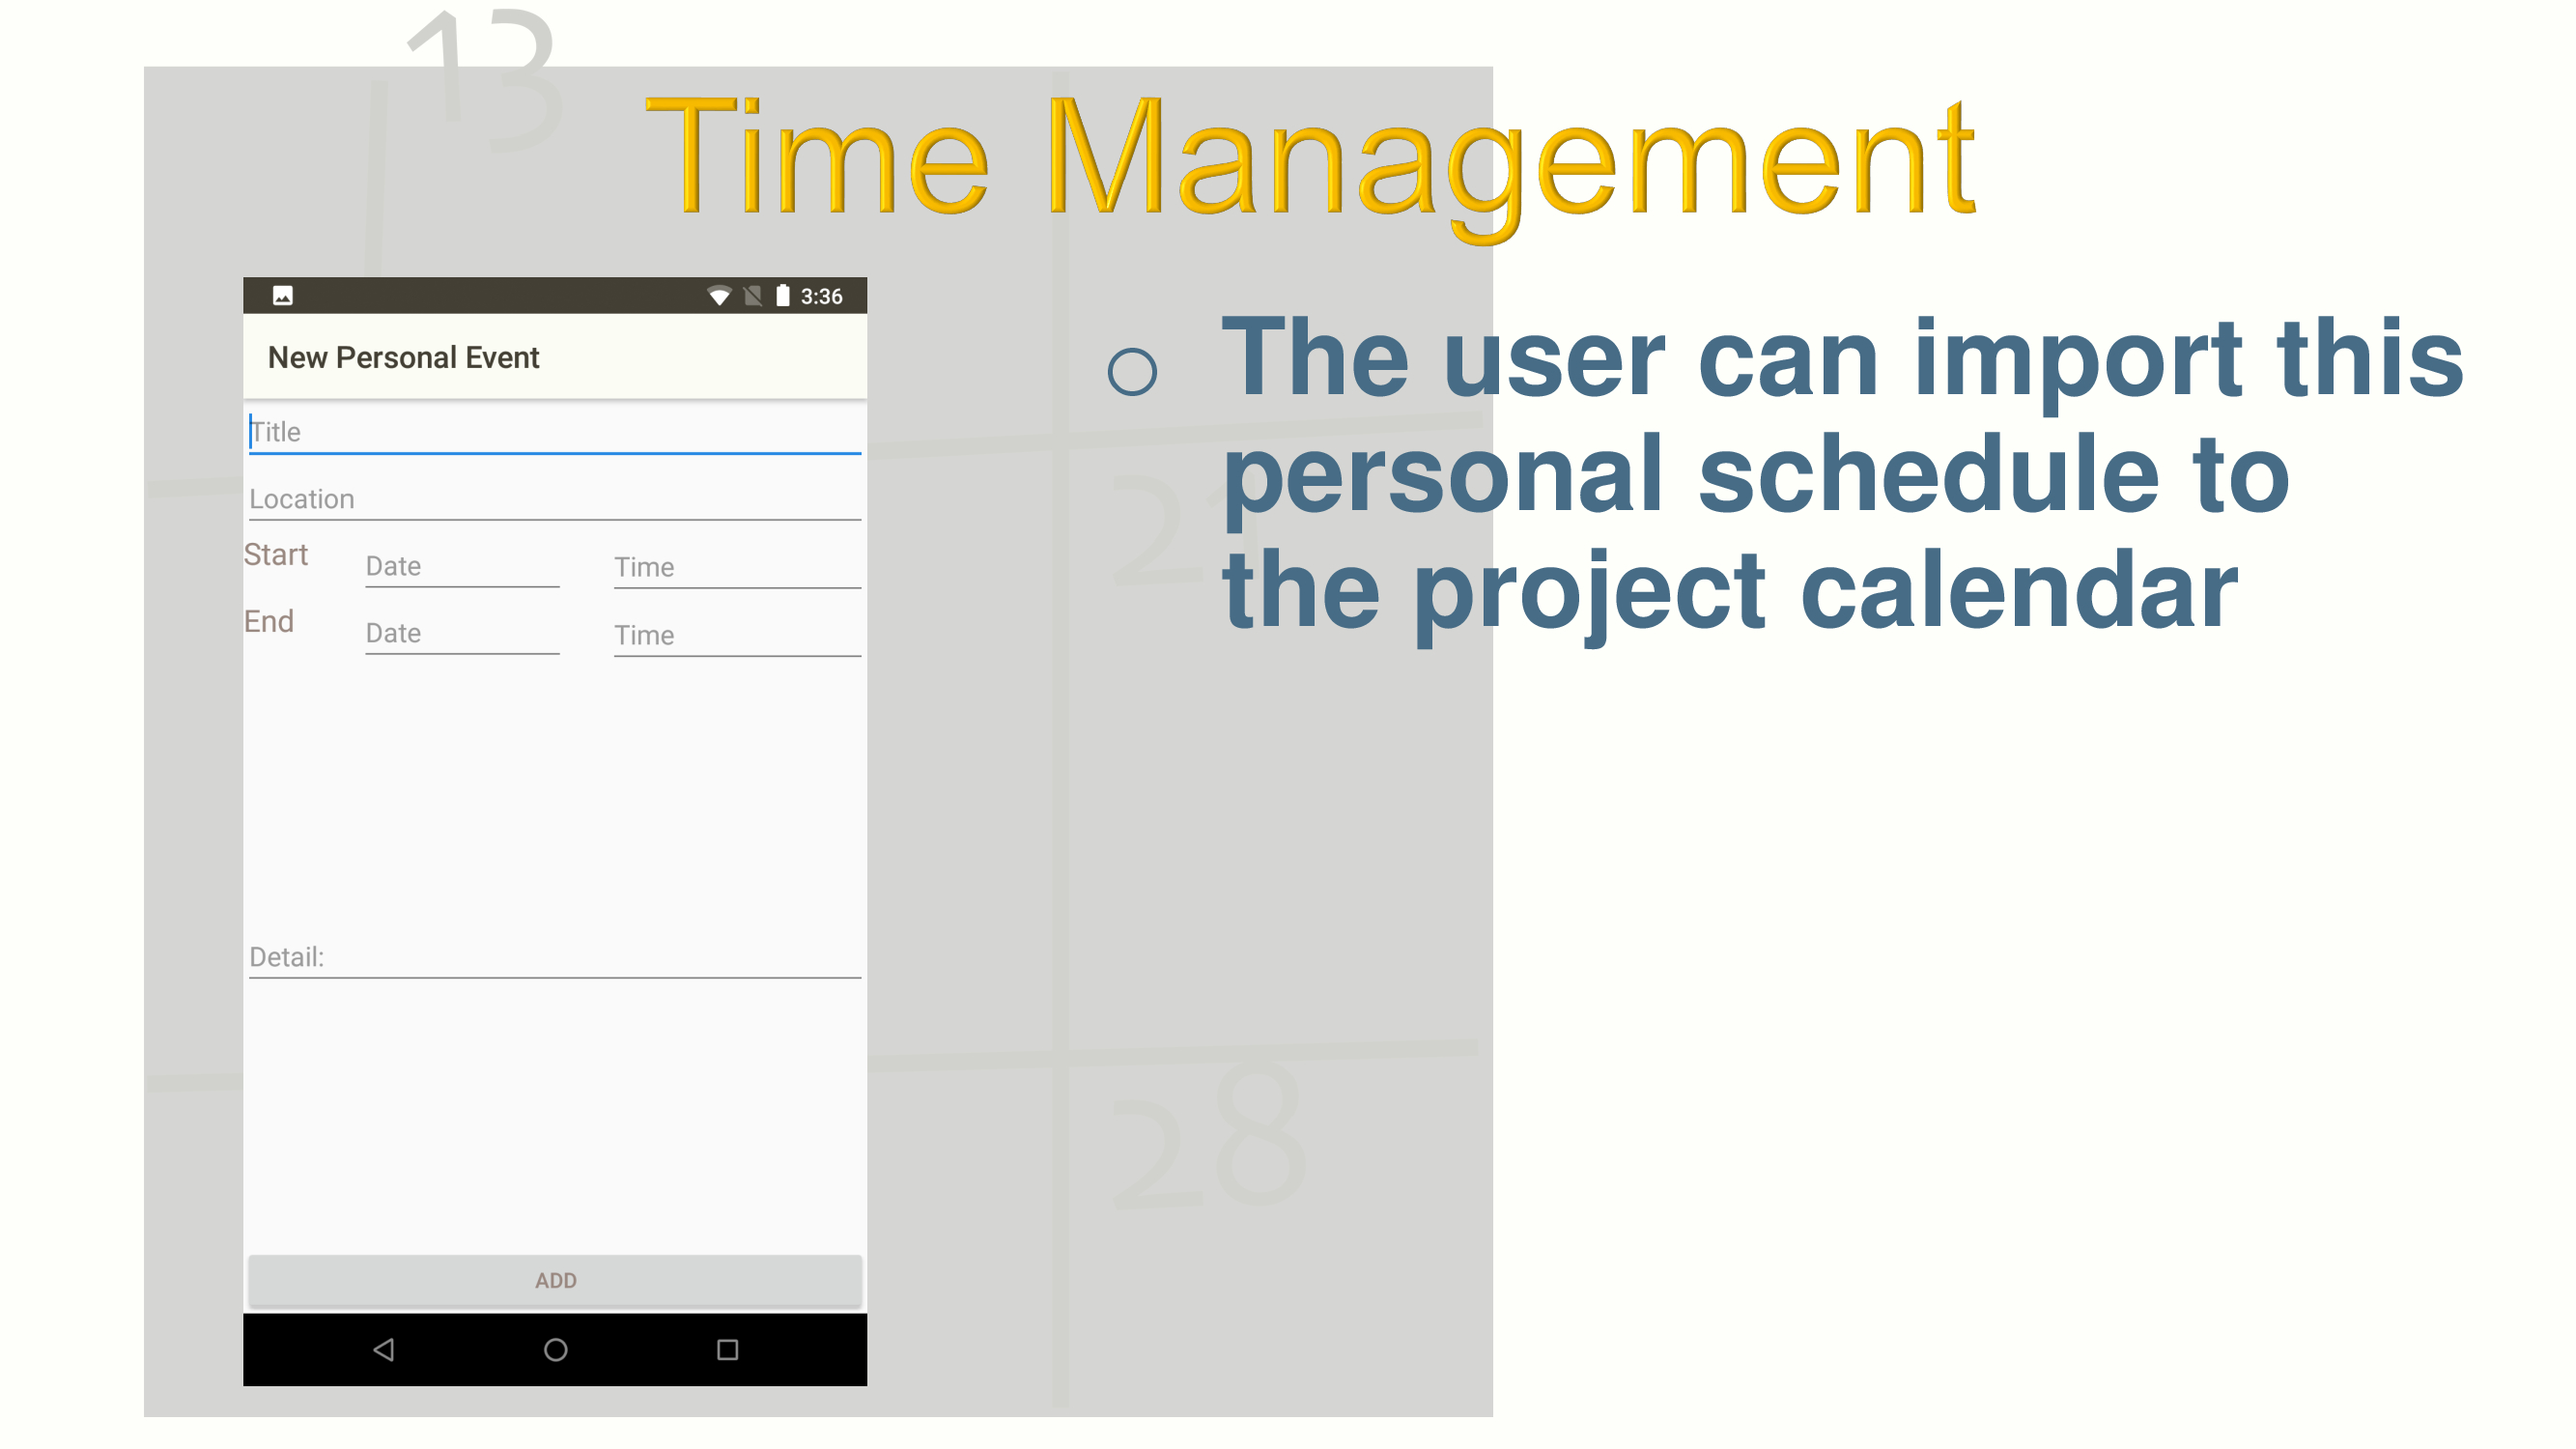 13
Time Management
3:36
New Personal Event
Title
Location
Start Date Time
End Date Time
Detail:
ADD
○ The user can import this
personal schedule to
the project calendar
21
28